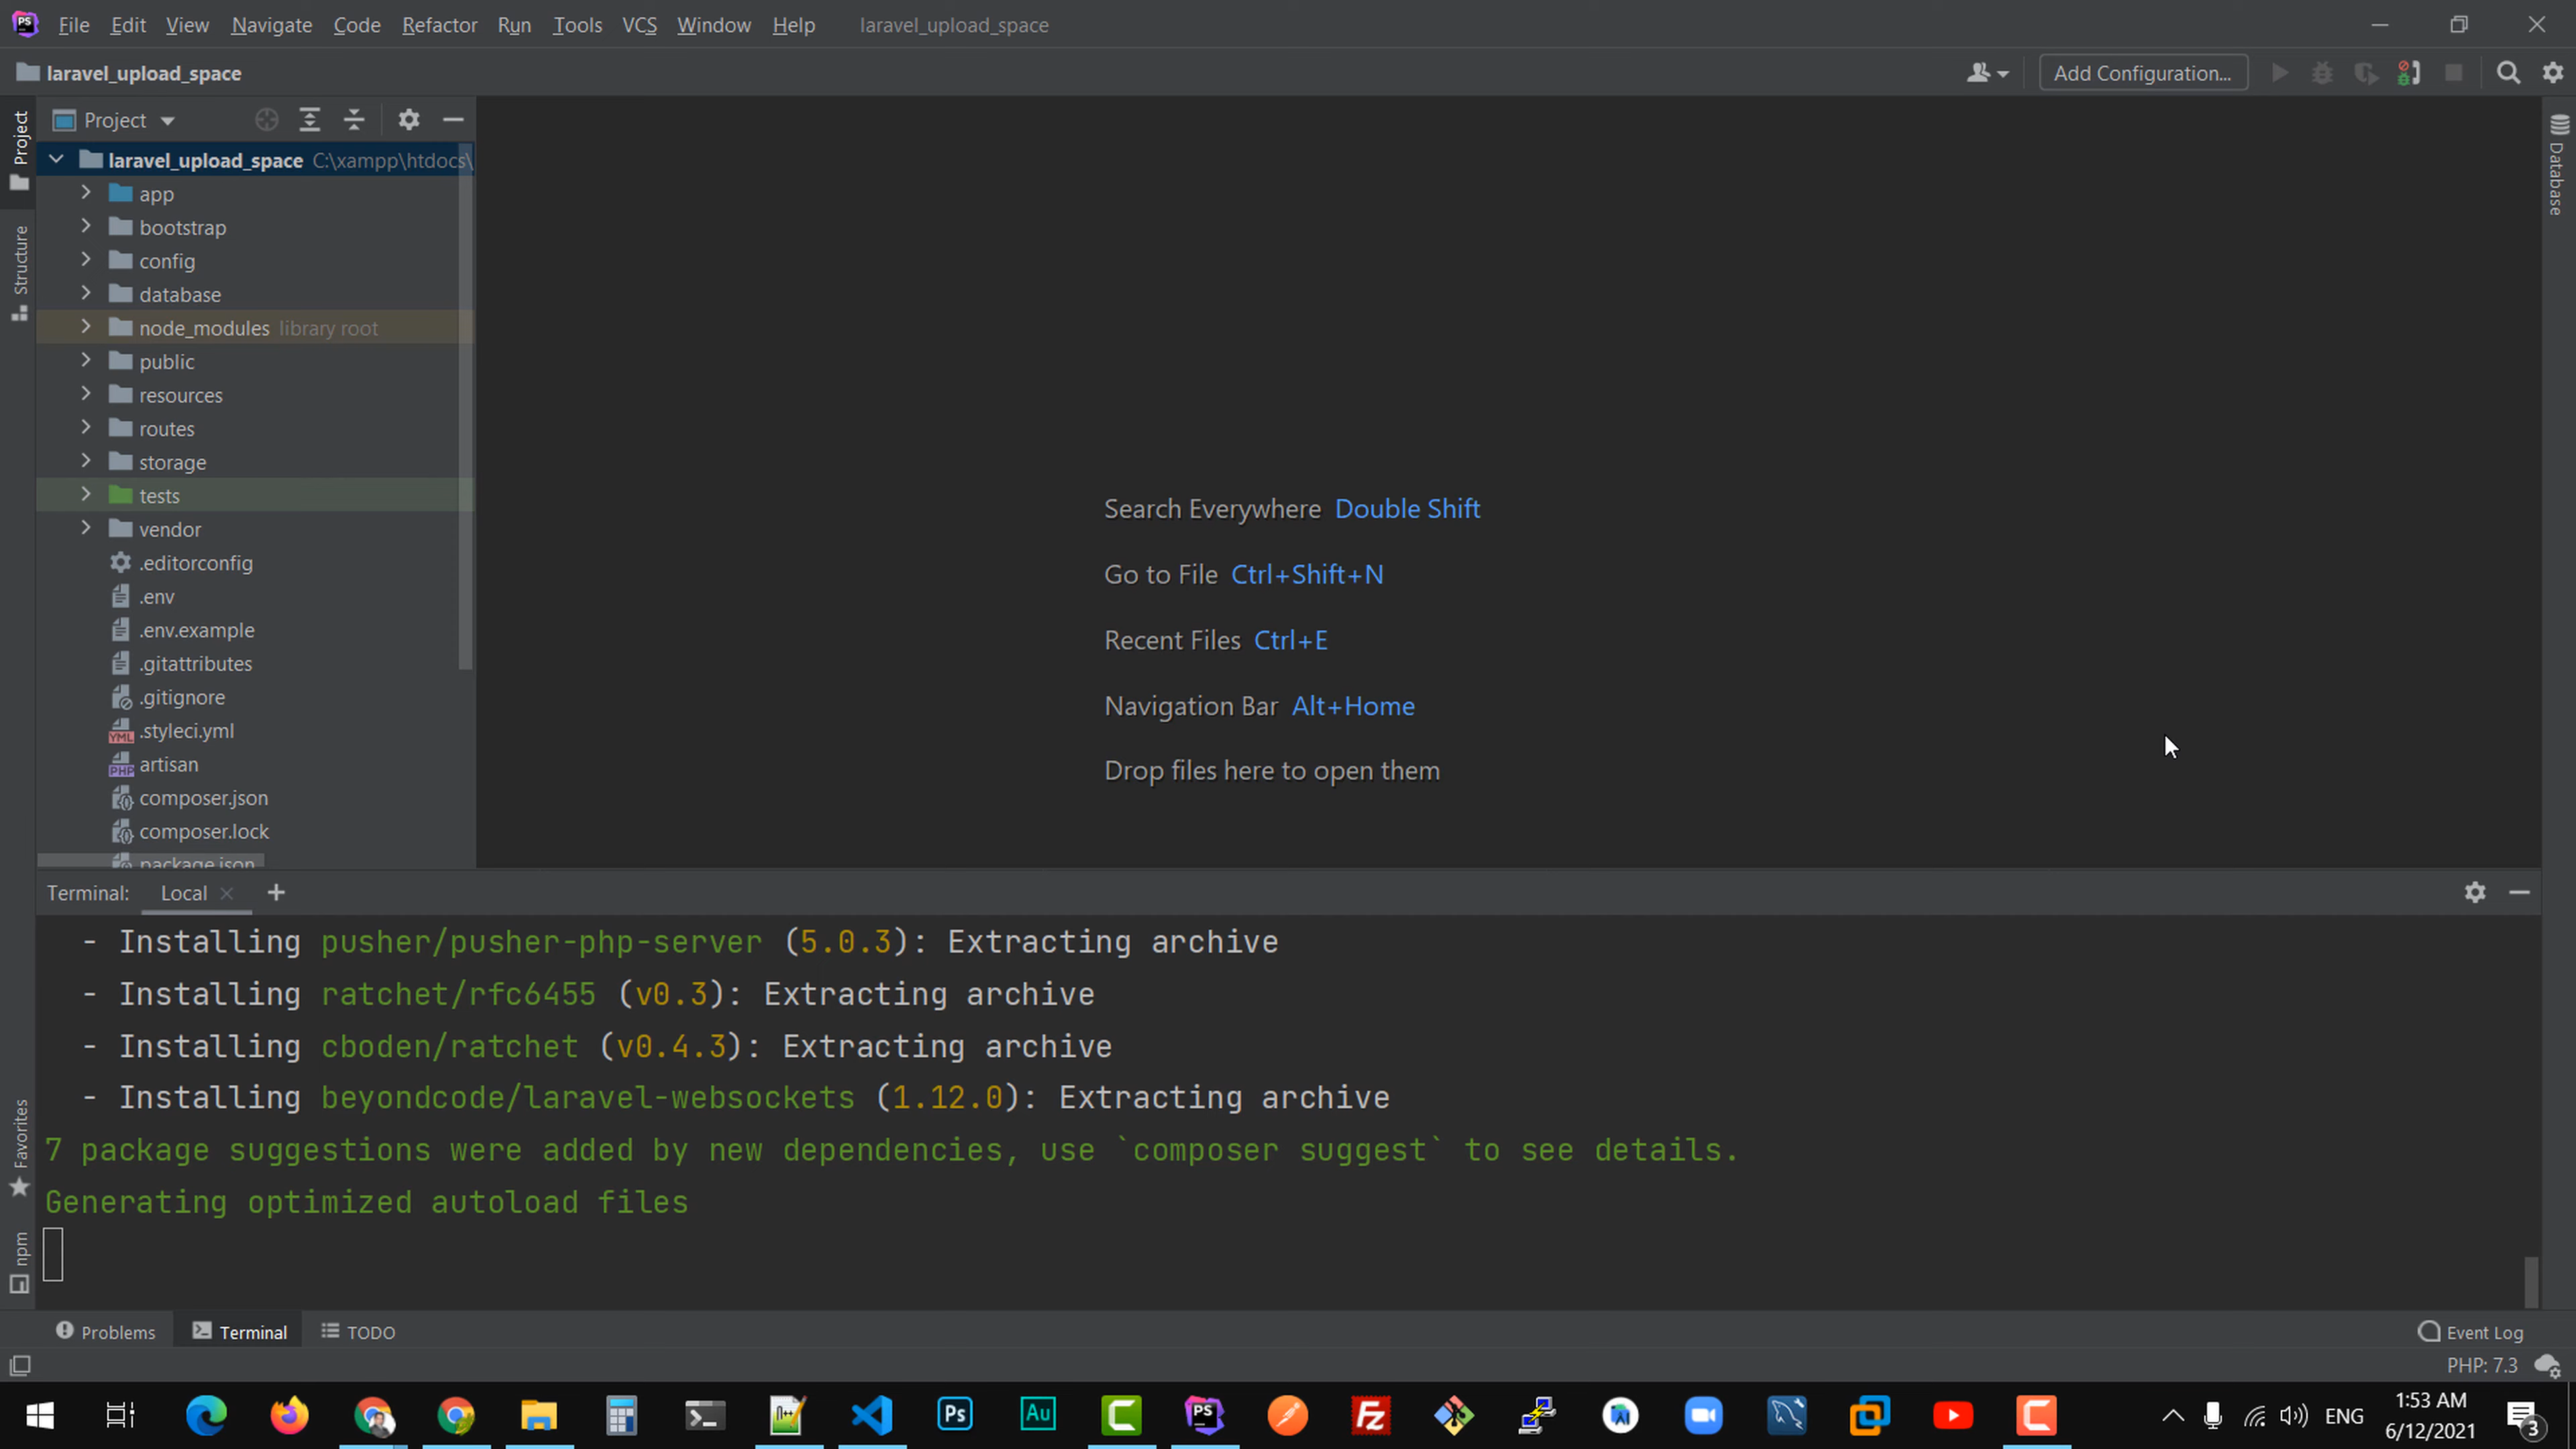 File Edit View Navigate Code Refactor Run Tools VCS Window Help laravel_upload_space
laravel_upload_space
Add Configuration...
Project
laravel_upload_space C:\xampp\htdocs\
app
bootstrap
config
database
node_modules library root
public
resources
routes
storage
tests
vendor
.editorconfig
.env
.env.example
.gitattributes
.gitignore
.styleci.yml
artisan
composer.json
composer.lock
package.json
Project
Structure
Favorites
npm
Database
Search Everywhere Double Shift
Go to File Ctrl+Shift+N
Recent Files Ctrl+E
Navigation Bar Alt+Home
Drop files here to open them
Terminal: Local
- Installing pusher/pusher-php-server (5.0.3): Extracting archive
- Installing ratchet/rfc6455 (v0.3): Extracting archive
- Installing cboden/ratchet (v0.4.3): Extracting archive
- Installing beyondcode/laravel-websockets (1.12.0): Extracting archive
7 package suggestions were added by new dependencies, use `composer suggest` to see details.
Generating optimized autoload files
Problems Terminal TODO
Event Log
PHP: 7.3
ENG
1:53 AM
6/12/2021
3